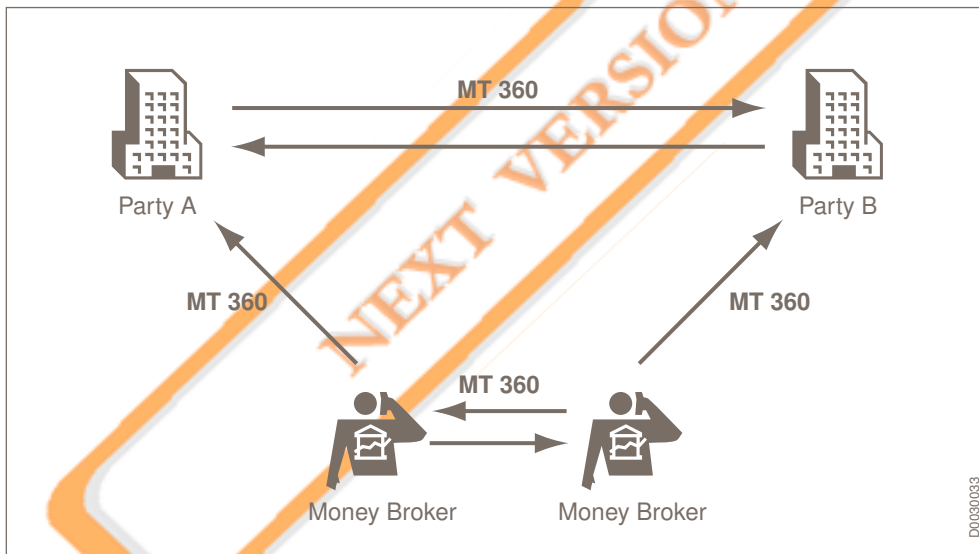 NEXT VERSION
MT 360
Party A
Party B
MT 360
MT 360
MT 360
Money Broker
Money Broker
D0030033